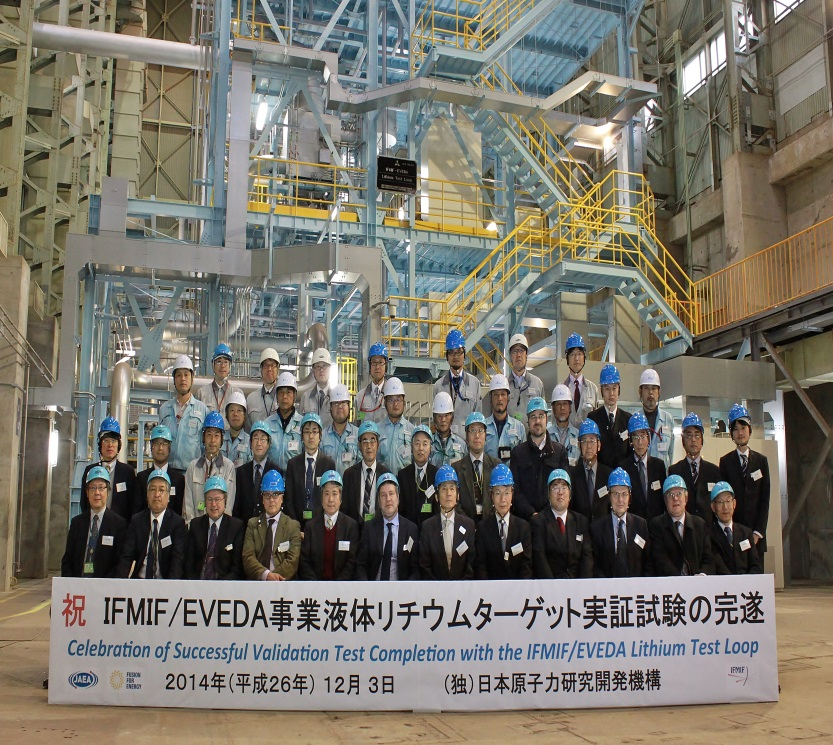 Lithium Test Loop
祝 IFMIF/EVEDA事業液体リチウムターゲット実証試験の完遂
Celebration of Successful Validation Test Completion with the IFMIF/EVEDA Lithium Test Loop
JAEA FUSION FOR ENERGY 2014年(平成26年) 12月3日 (独)日本原子力研究開発機構 IFMIF